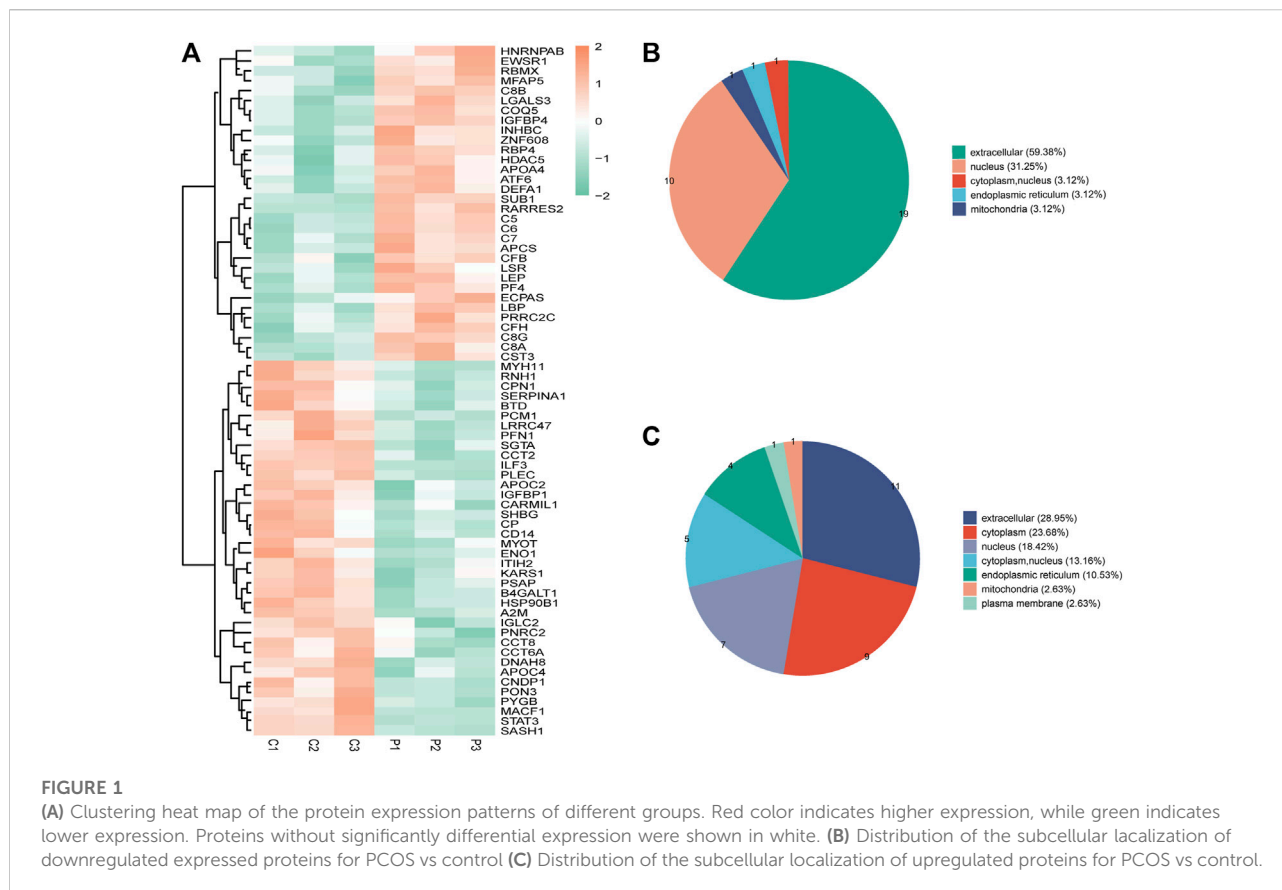 A
HNRNPAB
EWSR1
RBMX
MFAP5
C8B
LGALS3
COQ5
IGFBP4
INHBC
ZNF608
RBP4
HDAC5
APOA4
ATF6
DEFA1
SUB1
RARRES2
C5
C6
C7
APCS
CFB
LSR
LEP
PF4
ECPAS
LBP
PRRC2C
CFH
C8G
C8A
CST3
MYH11
RNH1
CPN1
SERPINA1
BTD
PCM1
LRRC47
PFN1
SGTA
CCT2
ILF3
PLEC
APOC2
IGFBP1
CARMIL1
SHBG
CP
CD14
MYOT
ENO1
ITIH2
KARS1
PSAP
B4GALT1
HSP90B1
A2M
IGLC2
PNRC2
CCT8
CCT6A
DNAH8
APOC4
CNDP1
PON3
PYGB
MACF1
STAT3
SASH1
C1 C2 C3 P1 P2 P3
2
1
0
−1
−2
B
1
1
1
10
19
extracellular (59.38%)
nucleus (31.25%)
cytoplasm,nucleus (3.12%)
endoplasmic reticulum (3.12%)
mitochondria (3.12%)
C
1
1
4
11
5
7
9
extracellular (28.95%)
cytoplasm (23.68%)
nucleus (18.42%)
cytoplasm,nucleus (13.16%)
endoplasmic reticulum (10.53%)
mitochondria (2.63%)
plasma membrane (2.63%)
FIGURE 1
(A) Clustering heat map of the protein expression patterns of different groups. Red color indicates higher expression, while green indicates
lower expression. Proteins without significantly differential expression were shown in white. (B) Distribution of the subcellular lacalization of
downregulated expressed proteins for PCOS vs control (C) Distribution of the subcellular localization of upregulated proteins for PCOS vs control.